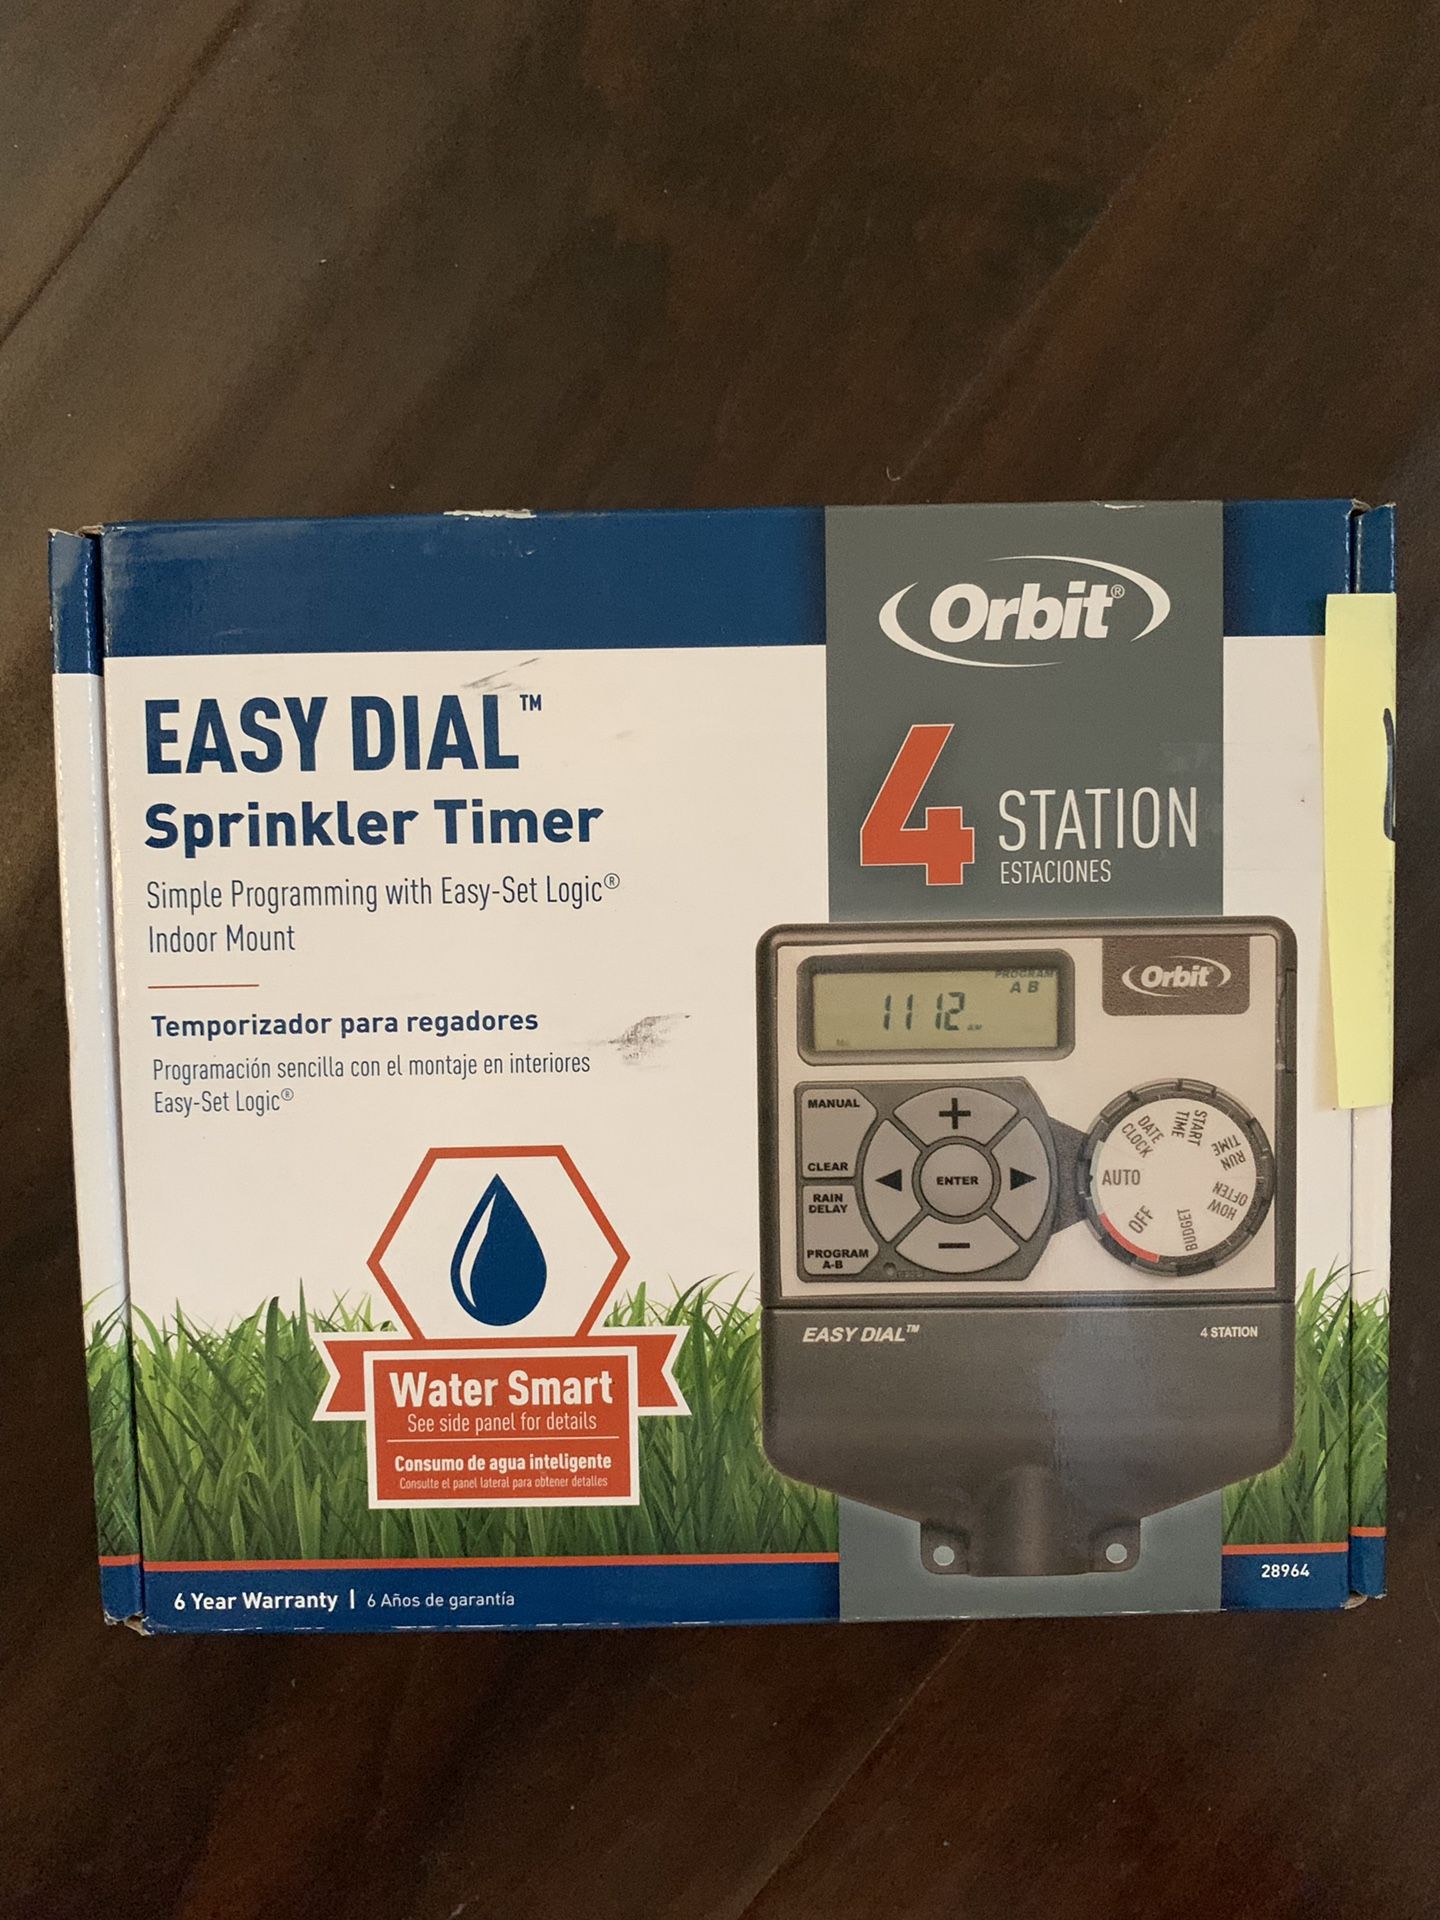 Orbit®
EASY DIAL™
Sprinkler Timer
Simple Programming with Easy-Set Logic®
Indoor Mount
Temporizador para regadores
Programación sencilla con el montaje en interiores
Easy-Set Logic®
4 STATION
ESTACIONES
PROGRAM
A B
11 12 AM
Mo
Orbit®
MANUAL
CLEAR
RAIN
DELAY
PROGRAM
A-B
+
ENTER
−
DATE
CLOCK
START
TIME
RUN
TIME
HOW
OFTEN
BUDGET
OFF
AUTO
EASY DIAL™
4 STATION
Water Smart
See side panel for details
Consumo de agua inteligente
Consulte el panel lateral para obtener detalles
6 Year Warranty | 6 Años de garantía
28964